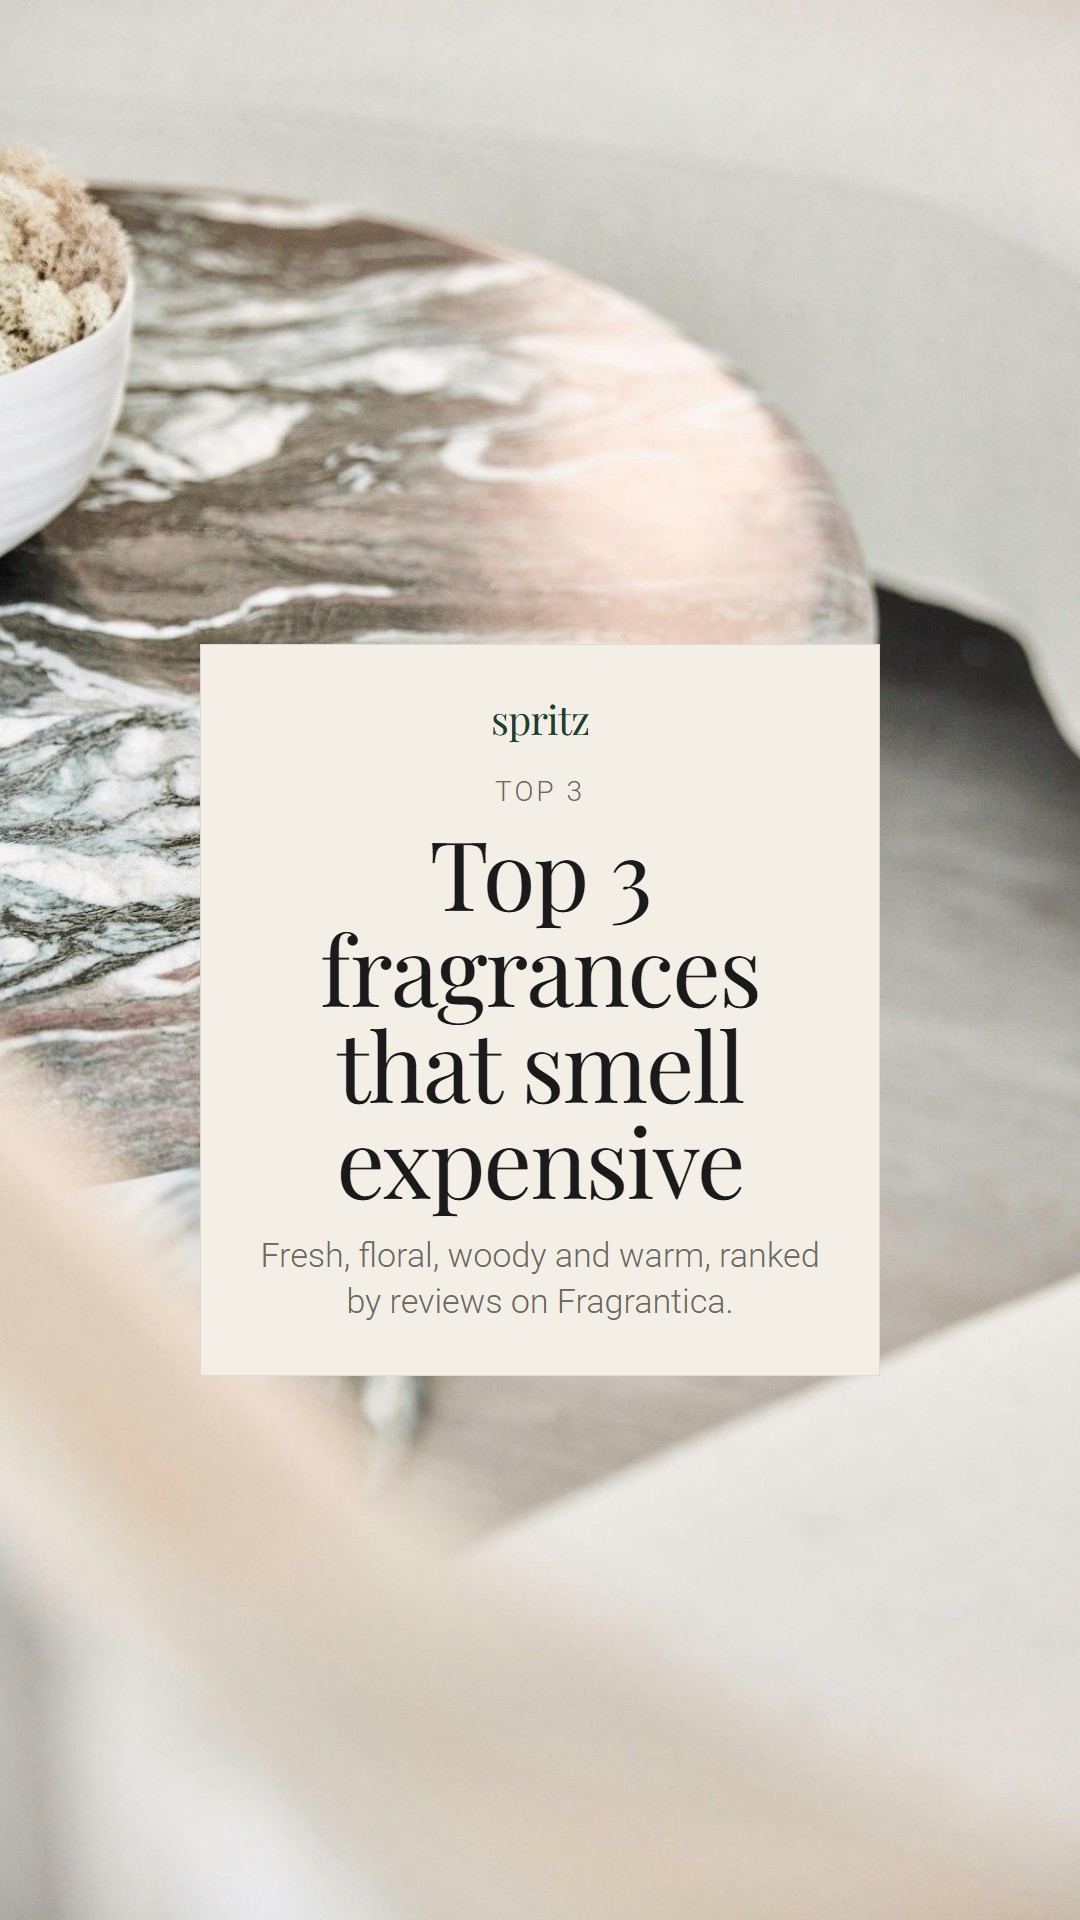 spritz
TOP 3
Top 3
fragrances
that smell
expensive
Fresh, floral, woody and warm, ranked
by reviews on Fragrantica.